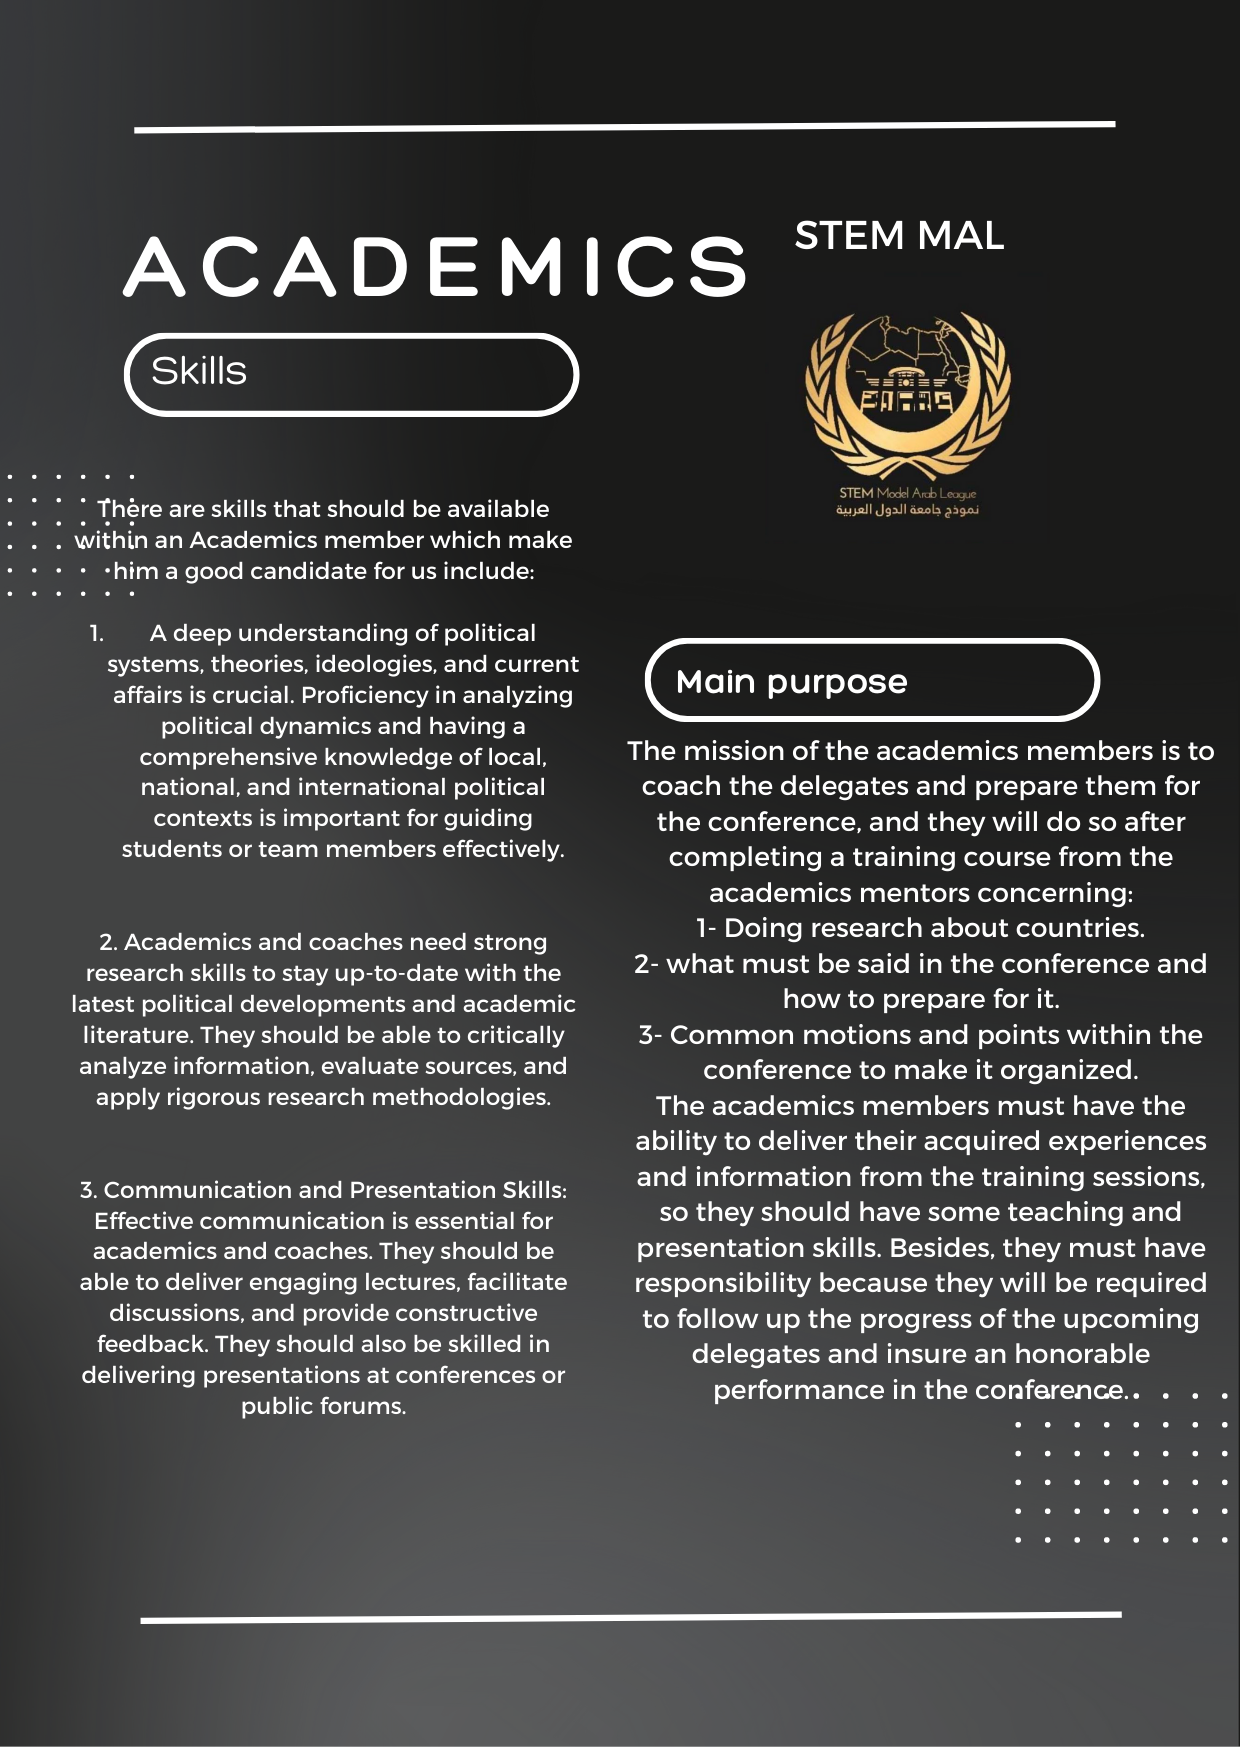 ACADEMICS
STEM MAL
Skills
STEM Model Arab League
نموذج جامعة الدول العربية
There are skills that should be available
within an Academics member which make
him a good candidate for us include:
1. A deep understanding of political
systems, theories, ideologies, and current
affairs is crucial. Proficiency in analyzing
political dynamics and having a
comprehensive knowledge of local,
national, and international political
contexts is important for guiding
students or team members effectively.
2. Academics and coaches need strong
research skills to stay up-to-date with the
latest political developments and academic
literature. They should be able to critically
analyze information, evaluate sources, and
apply rigorous research methodologies.
3. Communication and Presentation Skills:
Effective communication is essential for
academics and coaches. They should be
able to deliver engaging lectures, facilitate
discussions, and provide constructive
feedback. They should also be skilled in
delivering presentations at conferences or
public forums.
Main purpose
The mission of the academics members is to
coach the delegates and prepare them for
the conference, and they will do so after
completing a training course from the
academics mentors concerning:
1- Doing research about countries.
2- what must be said in the conference and
how to prepare for it.
3- Common motions and points within the
conference to make it organized.
The academics members must have the
ability to deliver their acquired experiences
and information from the training sessions,
so they should have some teaching and
presentation skills. Besides, they must have
responsibility because they will be required
to follow up the progress of the upcoming
delegates and insure an honorable
performance in the conference.